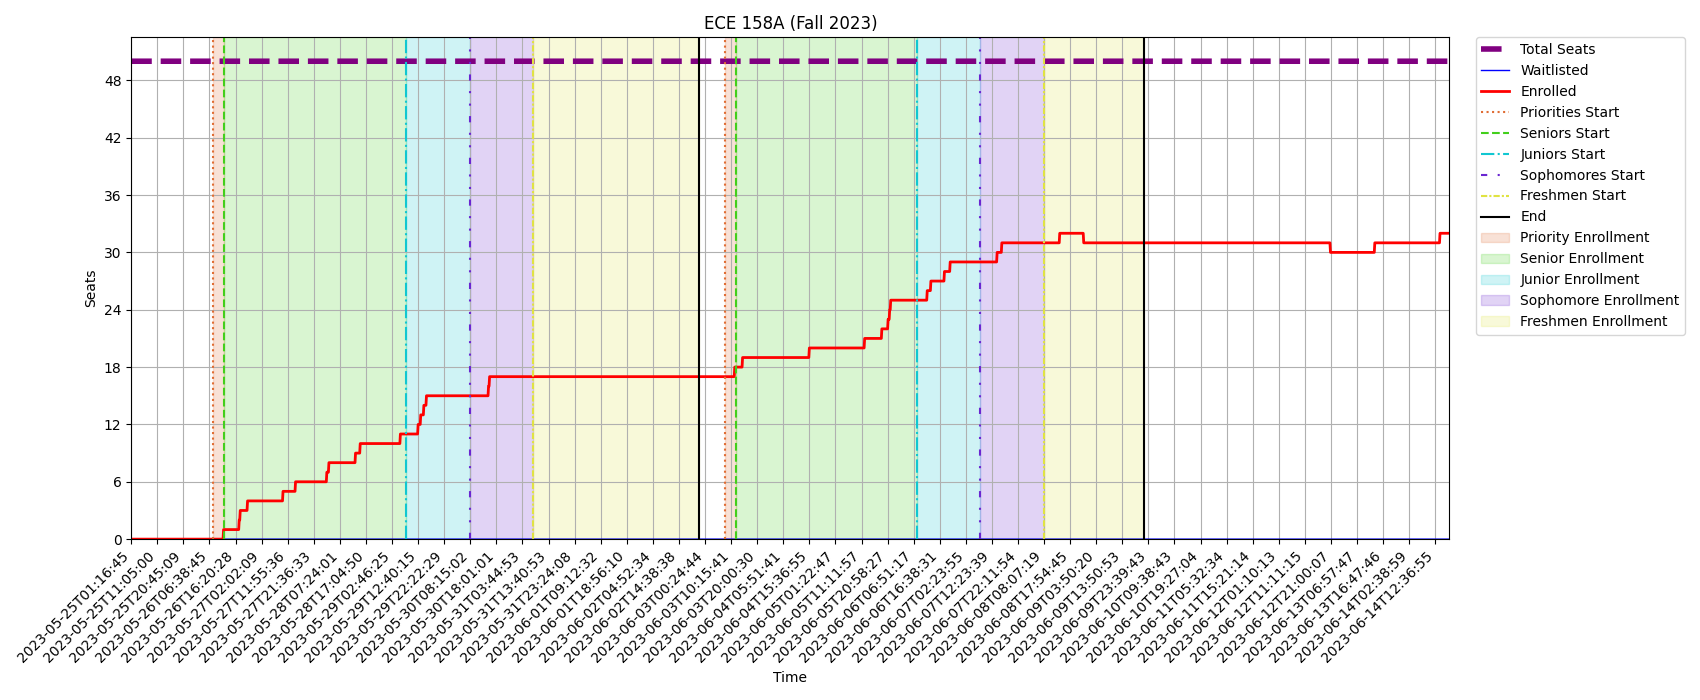 ECE 158A (Fall 2023)
Seats
48
42
36
30
24
18
12
6
0
2023-05-25T01:16:45
2023-05-25T11:05:00
2023-05-25T20:45:09
2023-05-26T06:38:45
2023-05-26T16:20:28
2023-05-27T02:02:09
2023-05-27T11:55:36
2023-05-27T21:36:33
2023-05-28T07:24:01
2023-05-28T17:04:50
2023-05-29T02:46:25
2023-05-29T12:40:15
2023-05-29T22:22:29
2023-05-30T08:15:02
2023-05-30T18:01:01
2023-05-31T03:44:53
2023-05-31T13:40:53
2023-05-31T23:24:08
2023-06-01T09:12:32
2023-06-01T18:56:10
2023-06-02T04:52:34
2023-06-02T14:38:38
2023-06-03T00:24:44
2023-06-03T10:15:41
2023-06-03T20:00:30
2023-06-04T05:51:41
2023-06-04T15:36:55
2023-06-05T01:22:47
2023-06-05T11:11:57
2023-06-05T20:58:27
2023-06-06T06:51:17
2023-06-06T16:38:31
2023-06-07T02:23:55
2023-06-07T12:23:39
2023-06-07T22:11:54
2023-06-08T08:07:19
2023-06-08T17:54:45
2023-06-09T03:50:20
2023-06-09T13:50:53
2023-06-09T23:39:43
2023-06-10T09:38:43
2023-06-10T19:27:04
2023-06-11T05:32:34
2023-06-11T15:21:14
2023-06-12T01:10:13
2023-06-12T11:11:15
2023-06-12T21:00:07
2023-06-13T06:57:47
2023-06-13T16:47:46
2023-06-14T02:38:59
2023-06-14T12:36:55
Time
Total Seats
Waitlisted
Enrolled
Priorities Start
Seniors Start
Juniors Start
Sophomores Start
Freshmen Start
End
Priority Enrollment
Senior Enrollment
Junior Enrollment
Sophomore Enrollment
Freshmen Enrollment